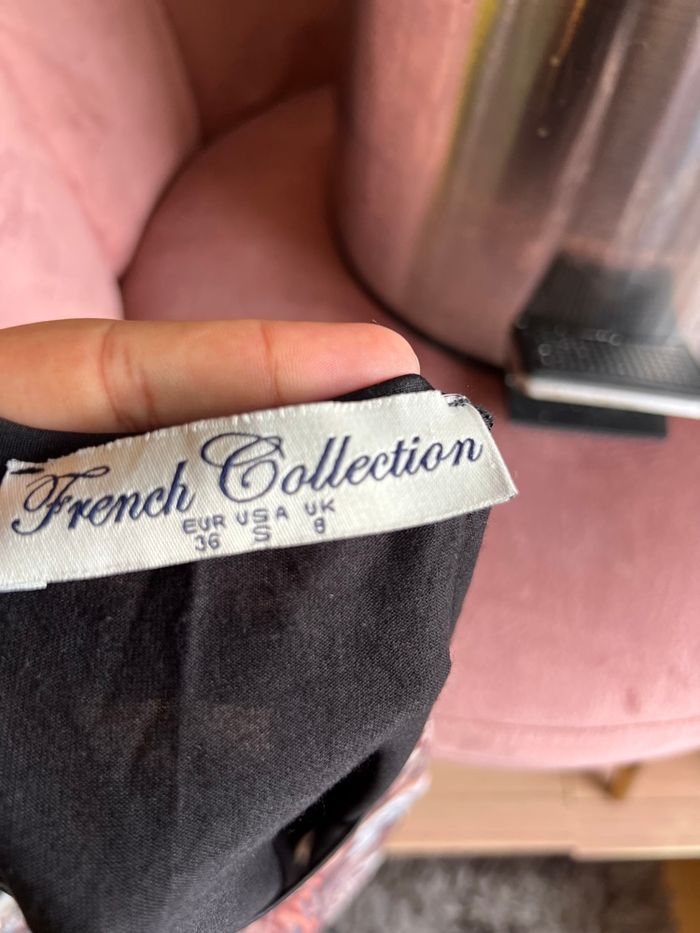 French Collection
EUR USA UK
36 S 8